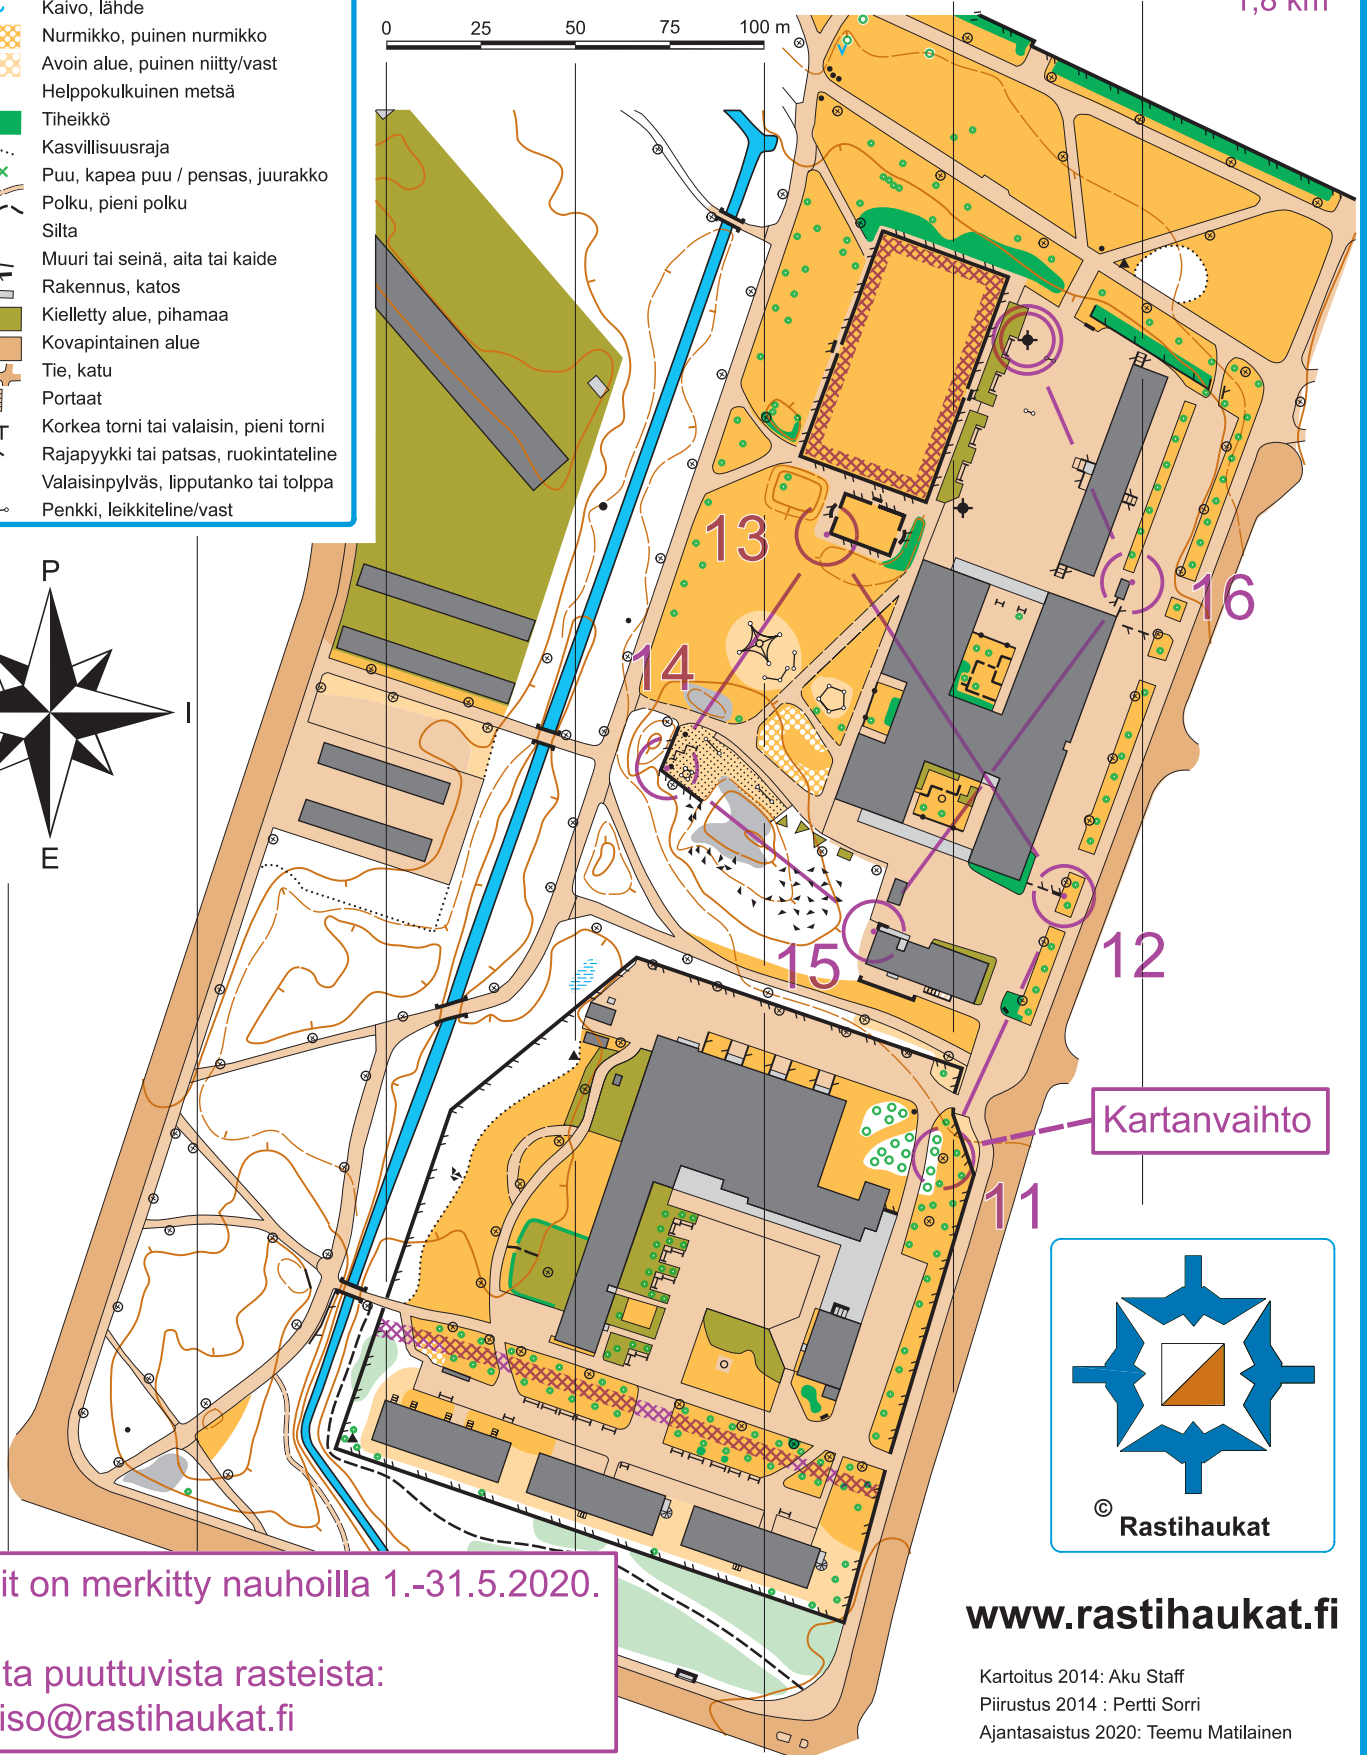 1,8 km
Kaivo, lähde
Nurmikko, puinen nurmikko
Avoin alue, puinen niitty/vast
Helppokulkuinen metsä
Tiheikkö
Kasvillisuusraja
Puu, kapea puu / pensas, juurakko
Polku, pieni polku
Silta
Muuri tai seinä, aita tai kaide
Rakennus, katos
Kielletty alue, pihamaa
Kovapintainen alue
Tie, katu
Portaat
Korkea torni tai valaisin, pieni torni
Rajapyykki tai patsas, ruokintateline
Valaisinpylväs, lipputanko tai tolppa
Penkki, leikkiteline/vast
0 25 50 75 100 m
P
I
E
13
16
14
12
15
Kartanvaihto
11
©
Rastihaukat
it on merkitty nauhoilla 1.-31.5.2020.
ta puuttuvista rasteista:
iso@rastihaukat.fi
www.rastihaukat.fi
Kartoitus 2014: Aku Staff
Piirustus 2014 : Pertti Sorri
Ajantasaistus 2020: Teemu Matilainen